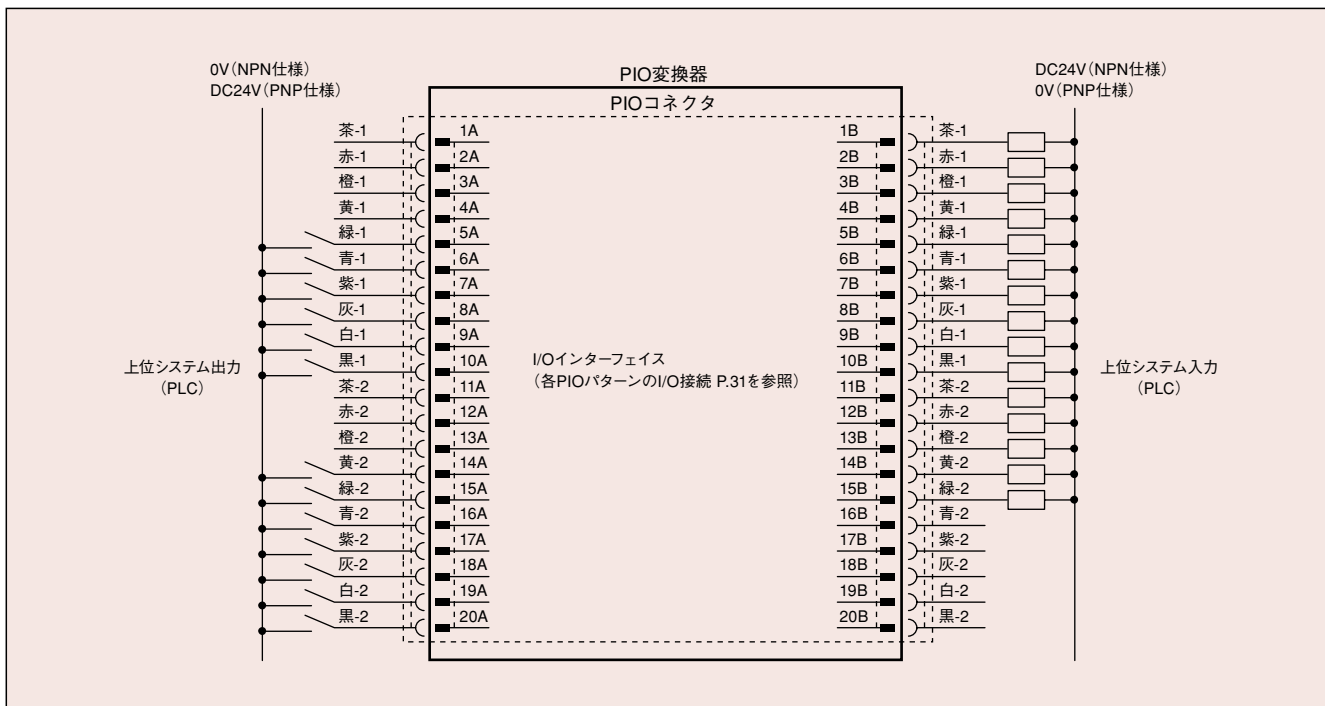 0V（NPN仕様）
DC24V（PNP仕様）
PIO変換器
PIOコネクタ
DC24V（NPN仕様）
0V（PNP仕様）
茶-1 1A 1B 茶-1
赤-1 2A 2B 赤-1
橙-1 3A 3B 橙-1
黄-1 4A 4B 黄-1
緑-1 5A 5B 緑-1
青-1 6A 6B 青-1
紫-1 7A 7B 紫-1
灰-1 8A 8B 灰-1
白-1 9A 9B 白-1
黒-1 10A 10B 黒-1
茶-2 11A 11B 茶-2
赤-2 12A 12B 赤-2
橙-2 13A 13B 橙-2
黄-2 14A 14B 黄-2
緑-2 15A 15B 緑-2
青-2 16A 16B 青-2
紫-2 17A 17B 紫-2
灰-2 18A 18B 灰-2
白-2 19A 19B 白-2
黒-2 20A 20B 黒-2
上位システム出力
（PLC）
I/Oインターフェイス
（各PIOパターンのI/O接続 P.31を参照）
上位システム入力
（PLC）